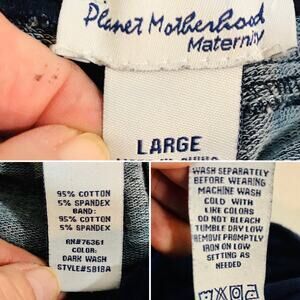 Planet Motherhood
Maternity
LARGE
95% COTTON
5% SPANDEX
BAND:
95% COTTON
5% SPANDEX
RN#76361
COLOR:
DARK WASH
STYLE#5B18A
WASH SEPARATELY
BEFORE WEARING
MACHINE WASH
COLD WITH
LIKE COLORS
DO NOT BLEACH
TUMBLE DRY LOW
REMOVE PROMPTLY
IRON ON LOW
SETTING AS
NEEDED